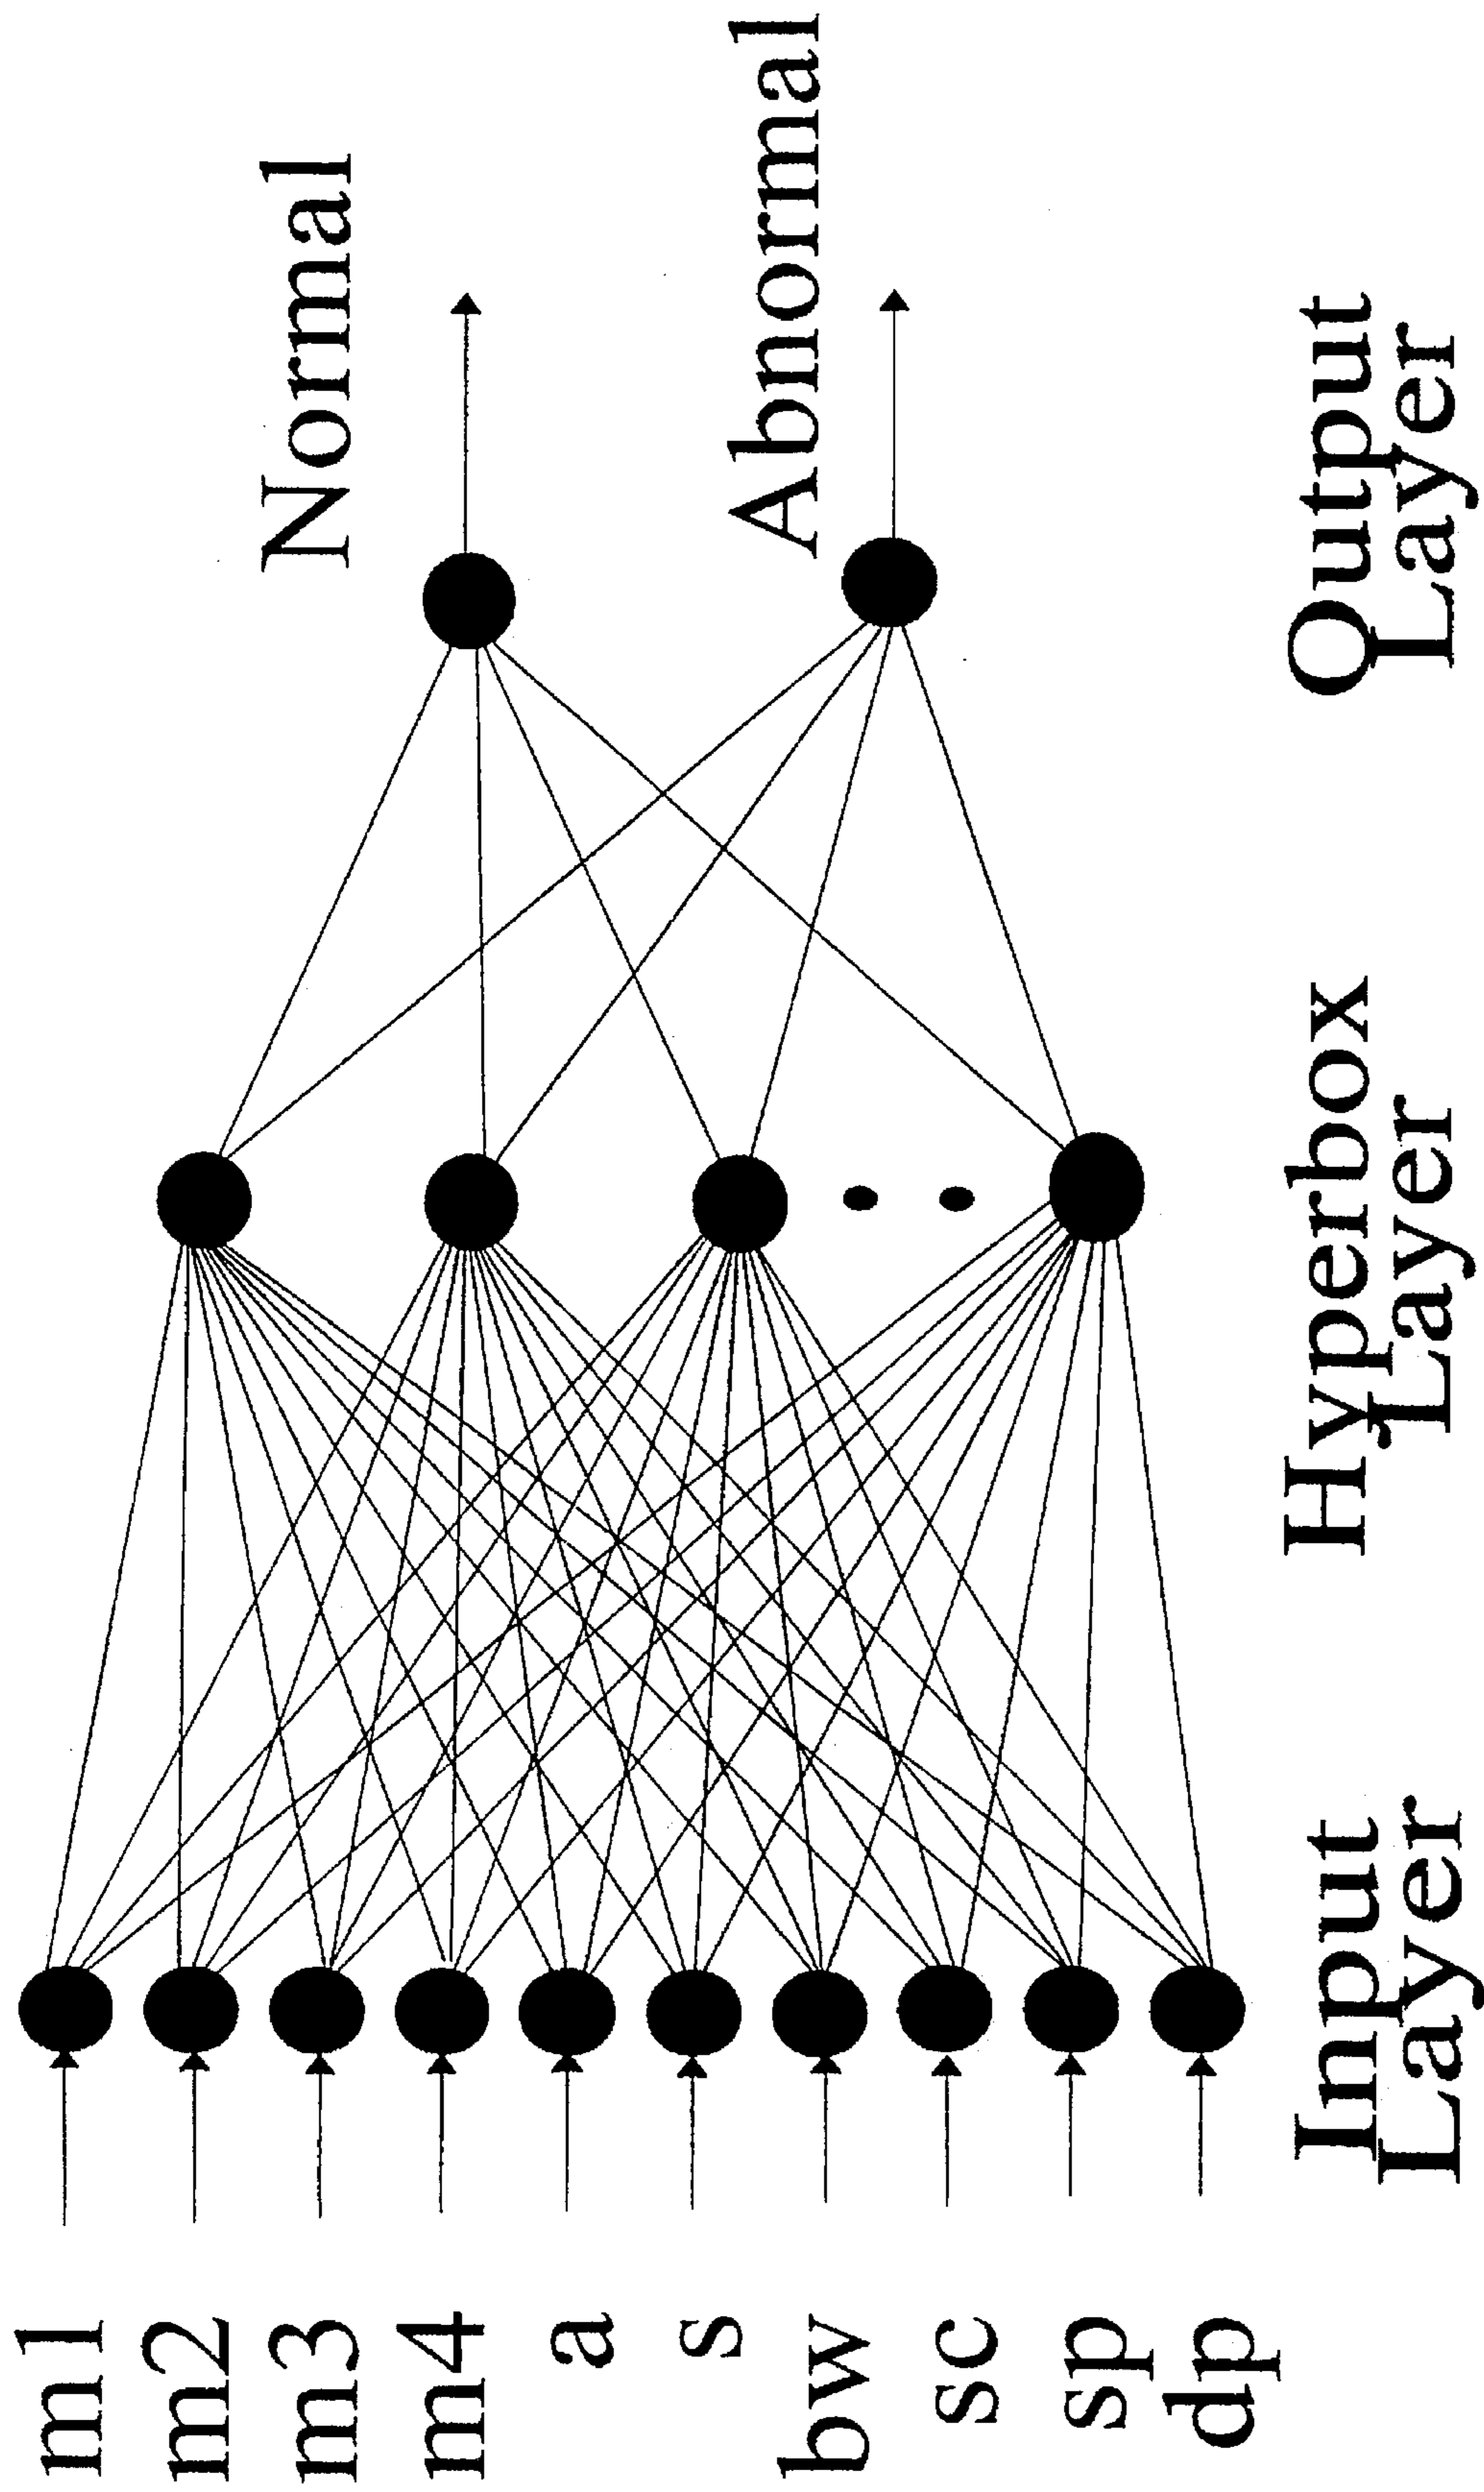 m1
m2
m3
m4
a
s
bw
sc
sp
dp
Normal
Abnormal
Input
Layer
Hyperbox
Layer
Output
Layer